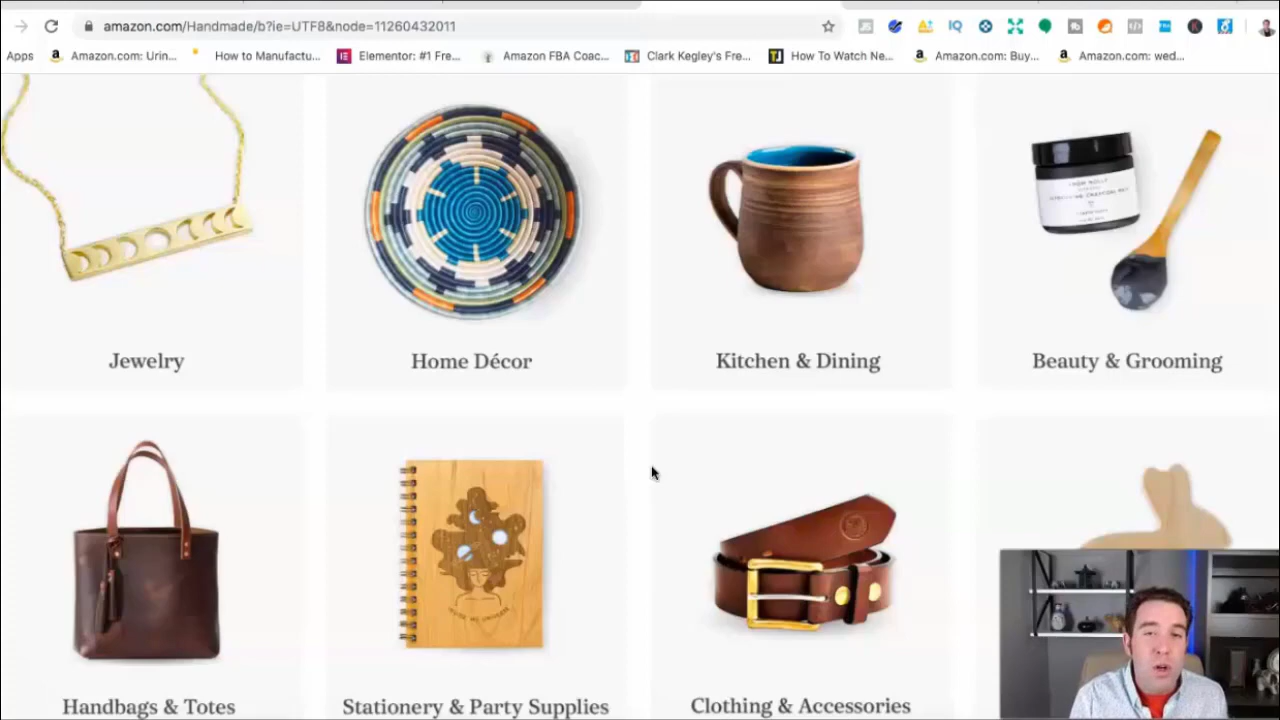 amazon.com/Handmade/b?ie=UTF8&node=11260432011
Apps Amazon.com: Urin... How to Manufactu... Elementor: #1 Fre... Amazon FBA Coac... Clark Kegley's Fre... How To Watch Ne... Amazon.com: Buy... Amazon.com: wed...
Jewelry Home Décor Kitchen & Dining Beauty & Grooming
Handbags & Totes Stationery & Party Supplies Clothing & Accessories